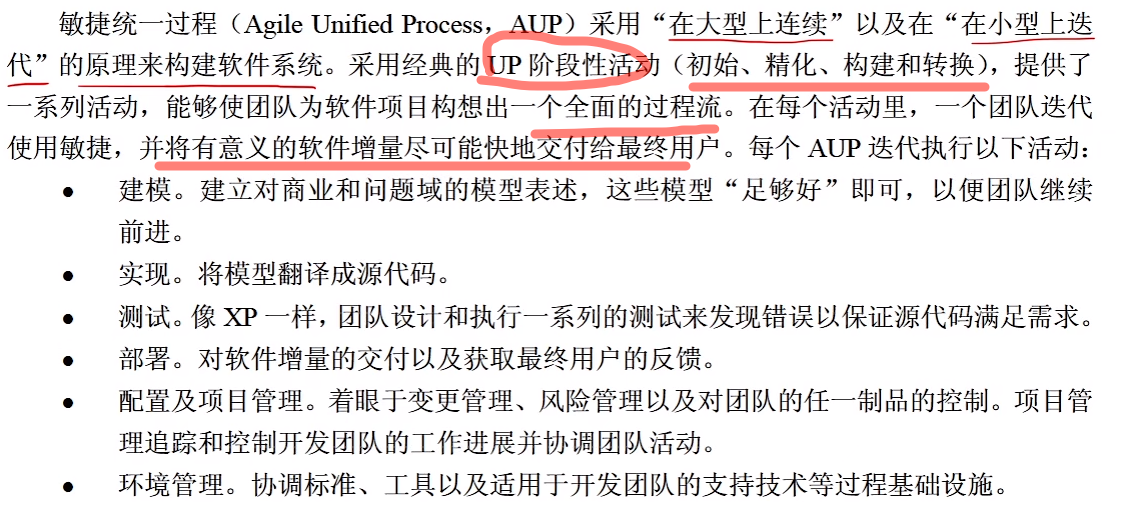 敏捷统一过程（Agile Unified Process，AUP）采用“在大型上连续”以及在“在小型上迭
代”的原理来构建软件系统。采用经典的 UP 阶段性活动（初始、精化、构建和转换），提供了
一系列活动，能够使团队为软件项目构想出一个全面的过程流。在每个活动里，一个团队迭代
使用敏捷，并将有意义的软件增量尽可能快地交付给最终用户。每个 AUP 迭代执行以下活动：
● 建模。建立对商业和问题域的模型表述，这些模型“足够好”即可，以便团队继续
前进。
● 实现。将模型翻译成源代码。
● 测试。像 XP 一样，团队设计和执行一系列的测试来发现错误以保证源代码满足需求。
● 部署。对软件增量的交付以及获取最终用户的反馈。
● 配置及项目管理。着眼于变更管理、风险管理以及对团队的任一制品的控制。项目管
理追踪和控制开发团队的工作进展并协调团队活动。
● 环境管理。协调标准、工具以及适用于开发团队的支持技术等过程基础设施。